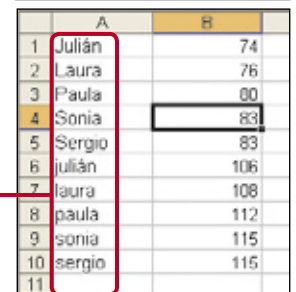 A B
1 Julián 74
2 Laura 76
3 Paula 80
4 Sonia 83
5 Sergio 83
6 julián 106
7 laura 108
8 paula 112
9 sonia 115
10 sergio 115
11